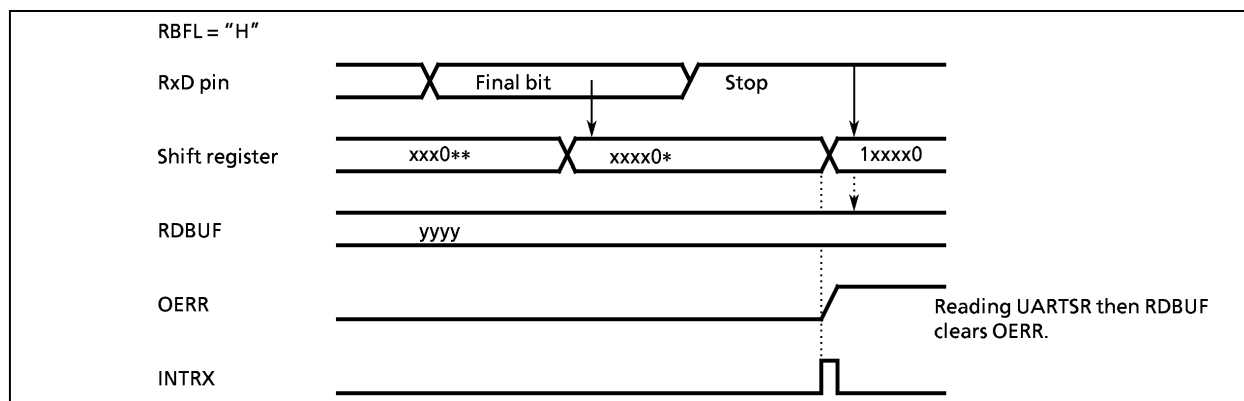 RBFL = “H”
RxD pin Final bit Stop
Shift register xxx0** xxxx0* 1xxxx0
RDBUF yyyy
OERR
Reading UARTSR then RDBUF
clears OERR.
INTRX